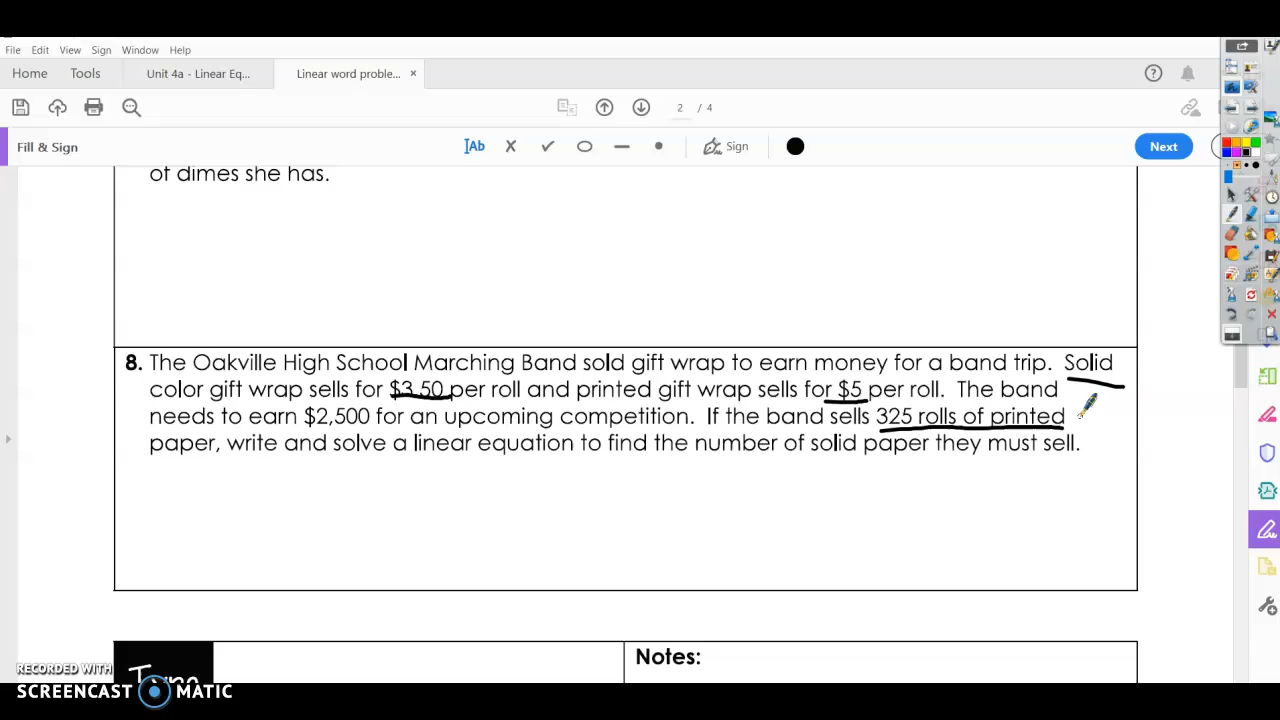 File Edit View Sign Window Help
Home Tools Unit 4a - Linear Eq... Linear word proble... ×
2 / 4
Fill & Sign Ab Sign Next
of dimes she has.
8. The Oakville High School Marching Band sold gift wrap to earn money for a band trip. Solid
color gift wrap sells for $3.50 per roll and printed gift wrap sells for $5 per roll. The band
needs to earn $2,500 for an upcoming competition. If the band sells 325 rolls of printed
paper, write and solve a linear equation to find the number of solid paper they must sell.
Notes:
RECORDED WITH
SCREENCAST MATIC